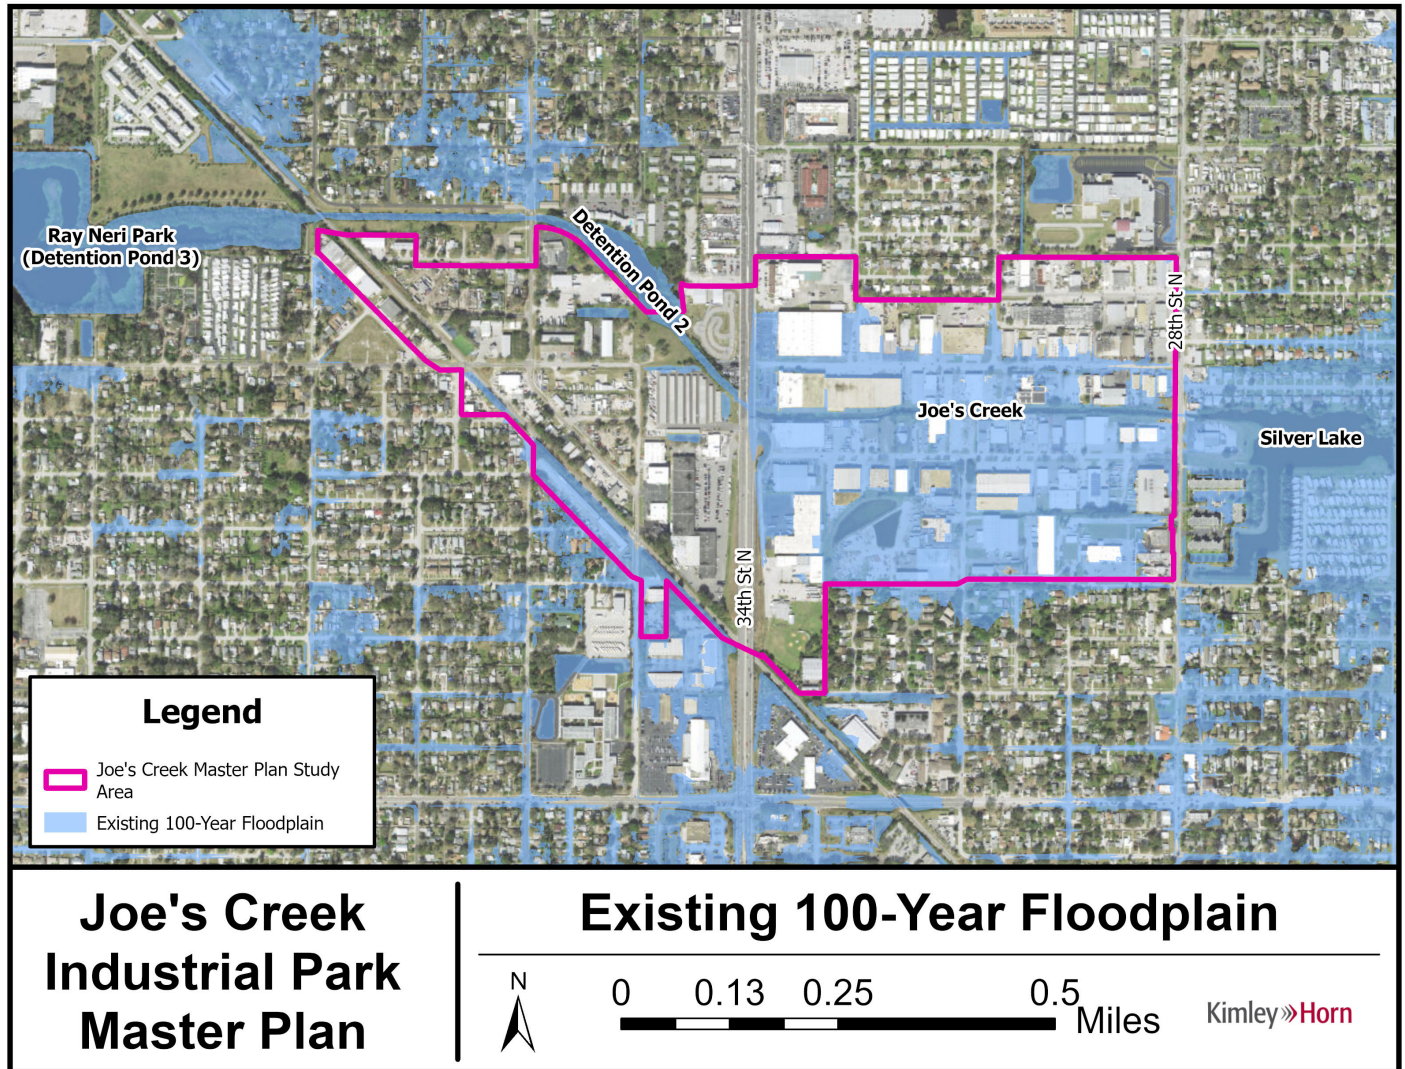 Ray Neri Park
(Detention Pond 3)
Detention Pond 2
28th St N
Joe's Creek
Silver Lake
34th St N
Legend
Joe's Creek Master Plan Study
Area
Existing 100-Year Floodplain
Joe's Creek
Industrial Park
Master Plan
Existing 100-Year Floodplain
N
0 0.13 0.25 0.5
Miles
Kimley»Horn